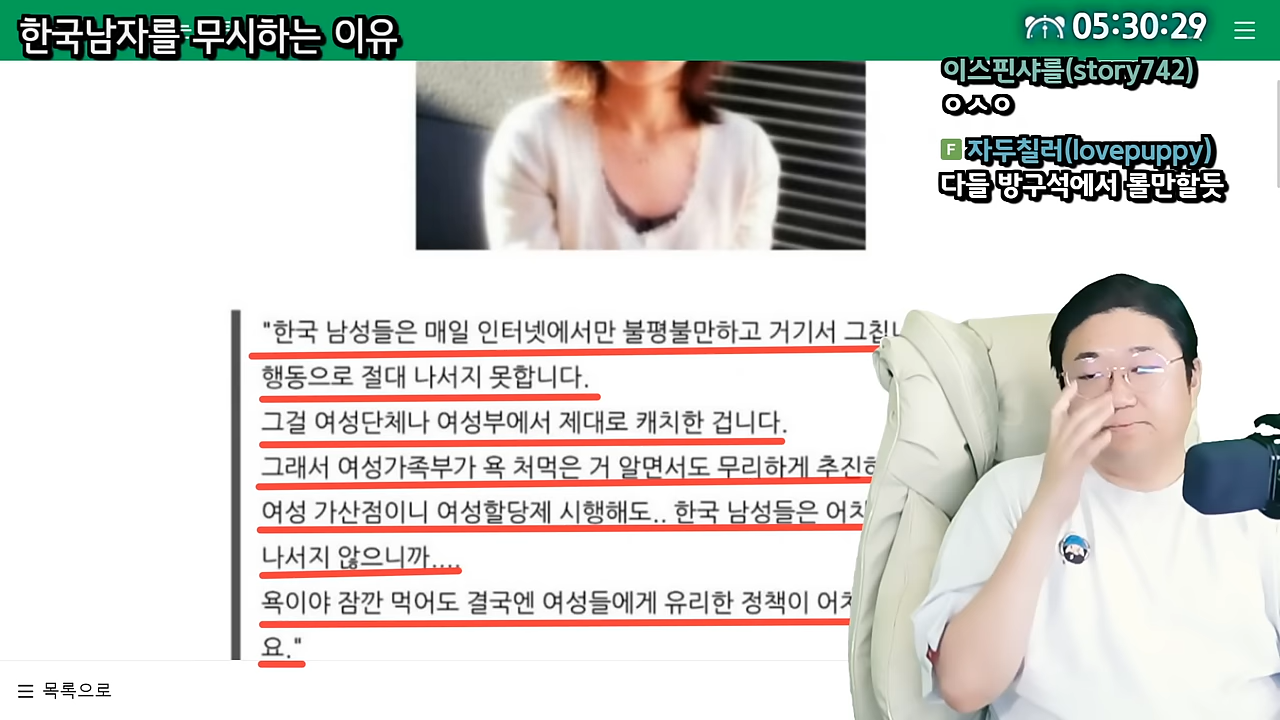 한국남자를 무시하는 이유
05:30:29
이스핀샤를(story742)
ㅇㅅㅇ
F 자두칠러(lovepuppy)
다들 방구석에서 롤만할듯
"한국 남성들은 매일 인터넷에서만 불평불만하고 거기서
행동으로 절대 나서지 못합니다.
그걸 여성단체나 여성부에서 제대로 캐치한 겁니다.
그래서 여성가족부가 욕 처먹은 거 알면서도 무리하게
여성 가산점이니 여성할당제 시행해도.. 한국 남성들은
나서지 않으니까....
욕이야 잠깐 먹어도 결국엔 여성들에게 유리한 정책이
요."
목록으로